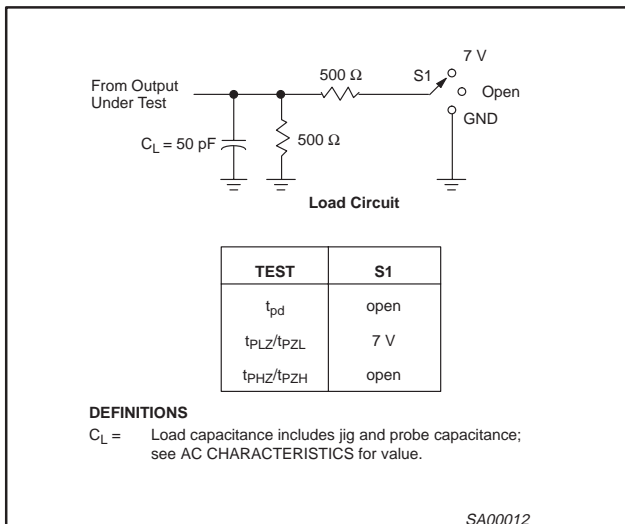 7 V
500 Ω
S1
From Output
Under Test
Open
GND
C_L = 50 pF
500 Ω
Load Circuit
TEST S1
t_pd open
t_PLZ/t_PZL 7 V
t_PHZ/t_PZH open
DEFINITIONS
C_L = Load capacitance includes jig and probe capacitance;
see AC CHARACTERISTICS for value.
SA00012